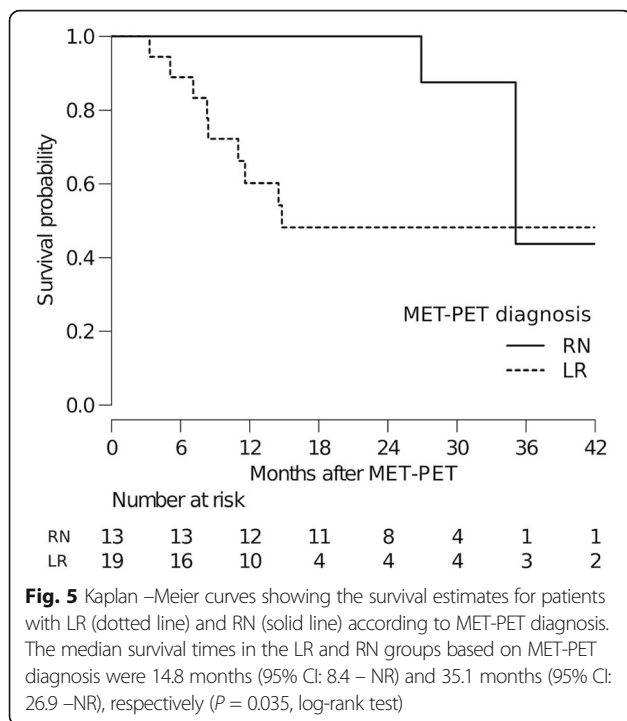 1.0
0.8
0.6
0.4
0.2
0.0
Survival probability
MET-PET diagnosis
RN
LR
0 6 12 18 24 30 36 42
Months after MET-PET
Number at risk
RN 13 13 12 11 8 4 1 1
LR 19 16 10 4 4 4 3 2
Fig. 5 Kaplan –Meier curves showing the survival estimates for patients
with LR (dotted line) and RN (solid line) according to MET-PET diagnosis.
The median survival times in the LR and RN groups based on MET-PET
diagnosis were 14.8 months (95% CI: 8.4 – NR) and 35.1 months (95% CI:
26.9 –NR), respectively (P = 0.035, log-rank test)